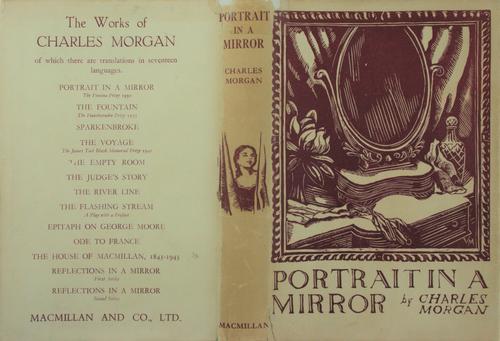 The Works of
CHARLES MORGAN
of which there are translations in seventeen
languages.
PORTRAIT IN A MIRROR
The Femina Prize 1930
THE FOUNTAIN
The Hawthornden Prize 1933
SPARKENBROKE
THE VOYAGE
The James Tait Black Memorial Prize 1940
THE EMPTY ROOM
THE JUDGE'S STORY
THE RIVER LINE
THE FLASHING STREAM
A Play with a Preface
EPITAPH ON GEORGE MOORE
ODE TO FRANCE
THE HOUSE OF MACMILLAN, 1843-1943
REFLECTIONS IN A MIRROR
First Series
REFLECTIONS IN A MIRROR
Second Series
MACMILLAN AND CO., LTD.
PORTRAIT
IN A
MIRROR
CHARLES
MORGAN
MACMILLAN
VM
PORTRAIT IN A
MIRROR by CHARLES
MORGAN